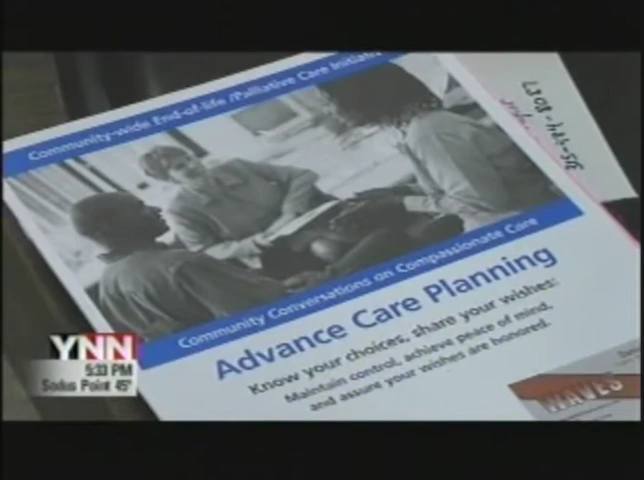 Community-wide End-of-life /Palliative Care Initiative
Community Conversations on Compassionate Care
Advance Care Planning
Know your choices, share your wishes:
Maintain control, achieve peace of mind,
and assure your wishes are honored.
WAVES
YNN
5:33 PM
Sodus Point 45°